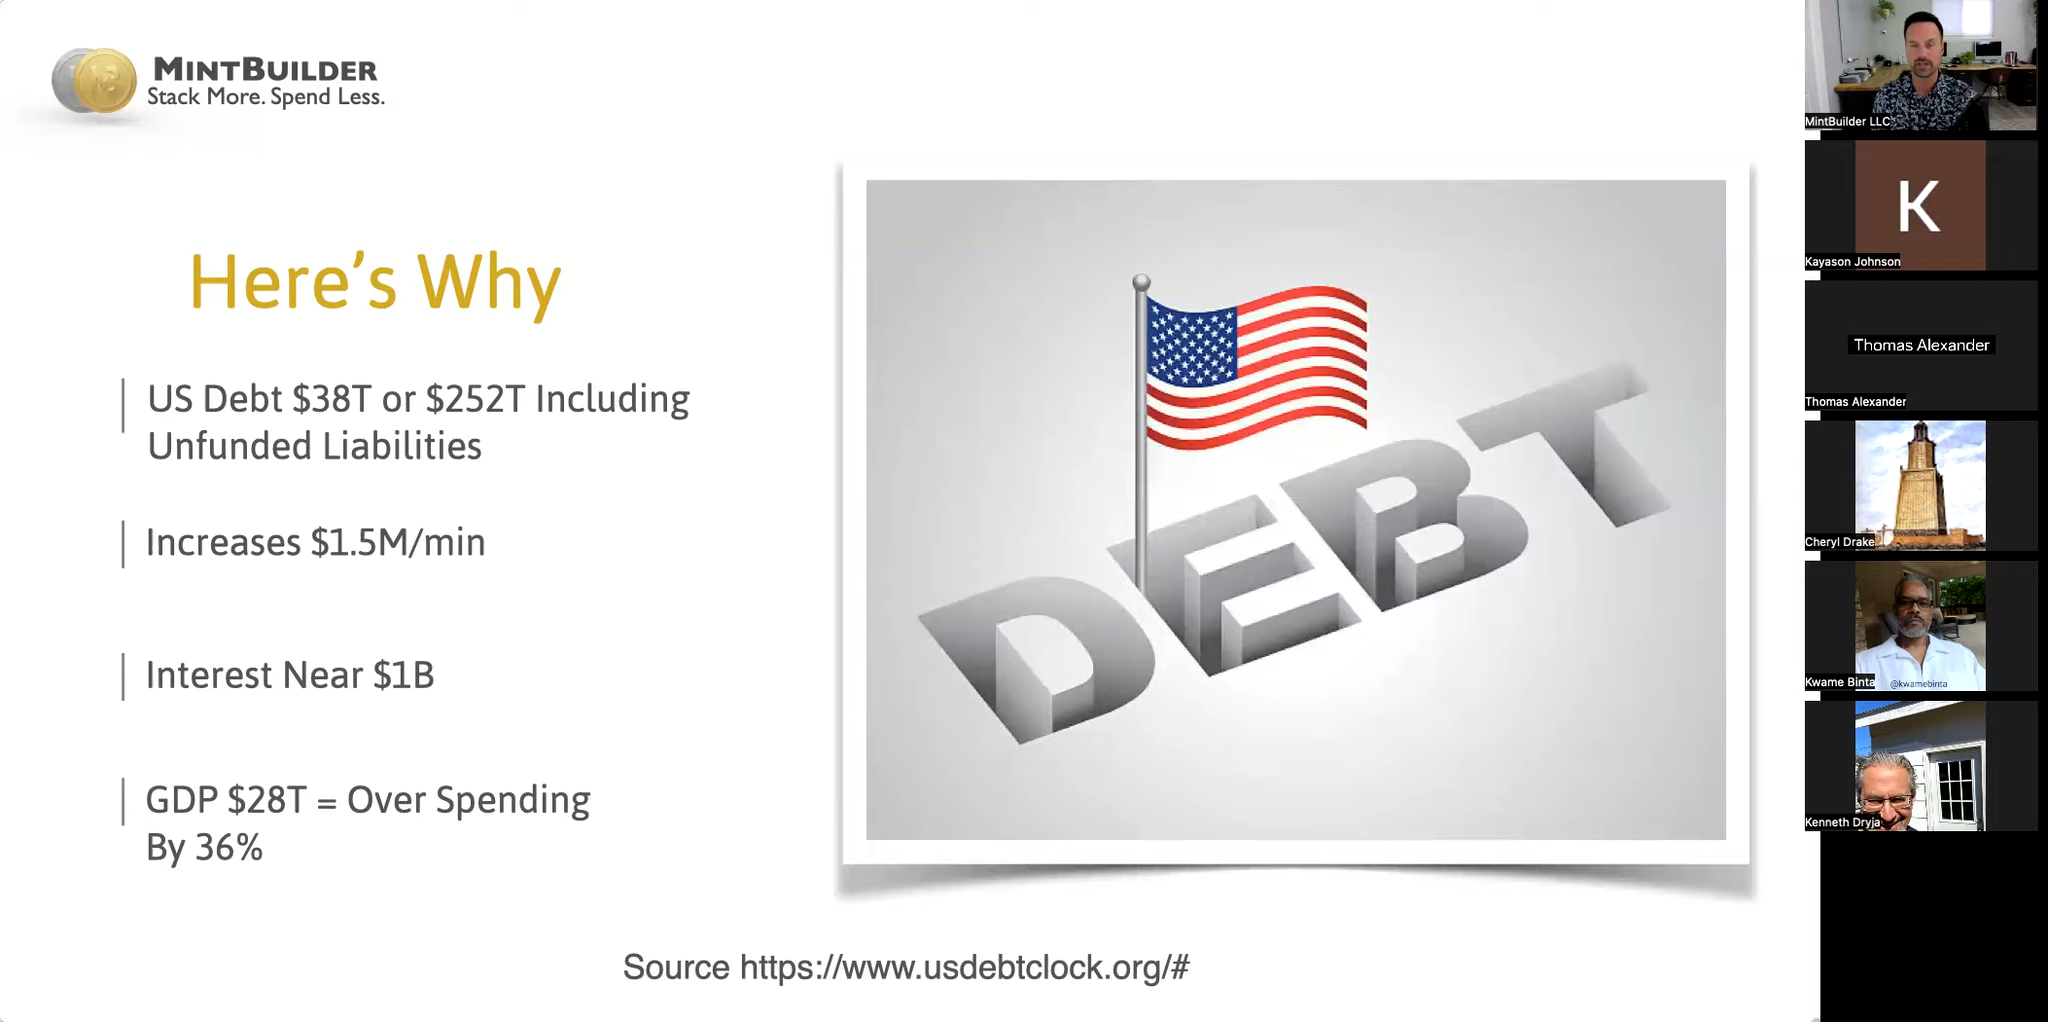 MINTBUILDER
Stack More. Spend Less.
Here's Why
US Debt $38T or $252T Including
Unfunded Liabilities
Increases $1.5M/min
Interest Near $1B
GDP $28T = Over Spending
By 36%
DEBT
Source https://www.usdebtclock.org/#
MintBuilder LLC
K
Kayason Johnson
Thomas Alexander
Thomas Alexander
Cheryl Drake
Kwame Binta
@kwamebinta
Kenneth Dryja